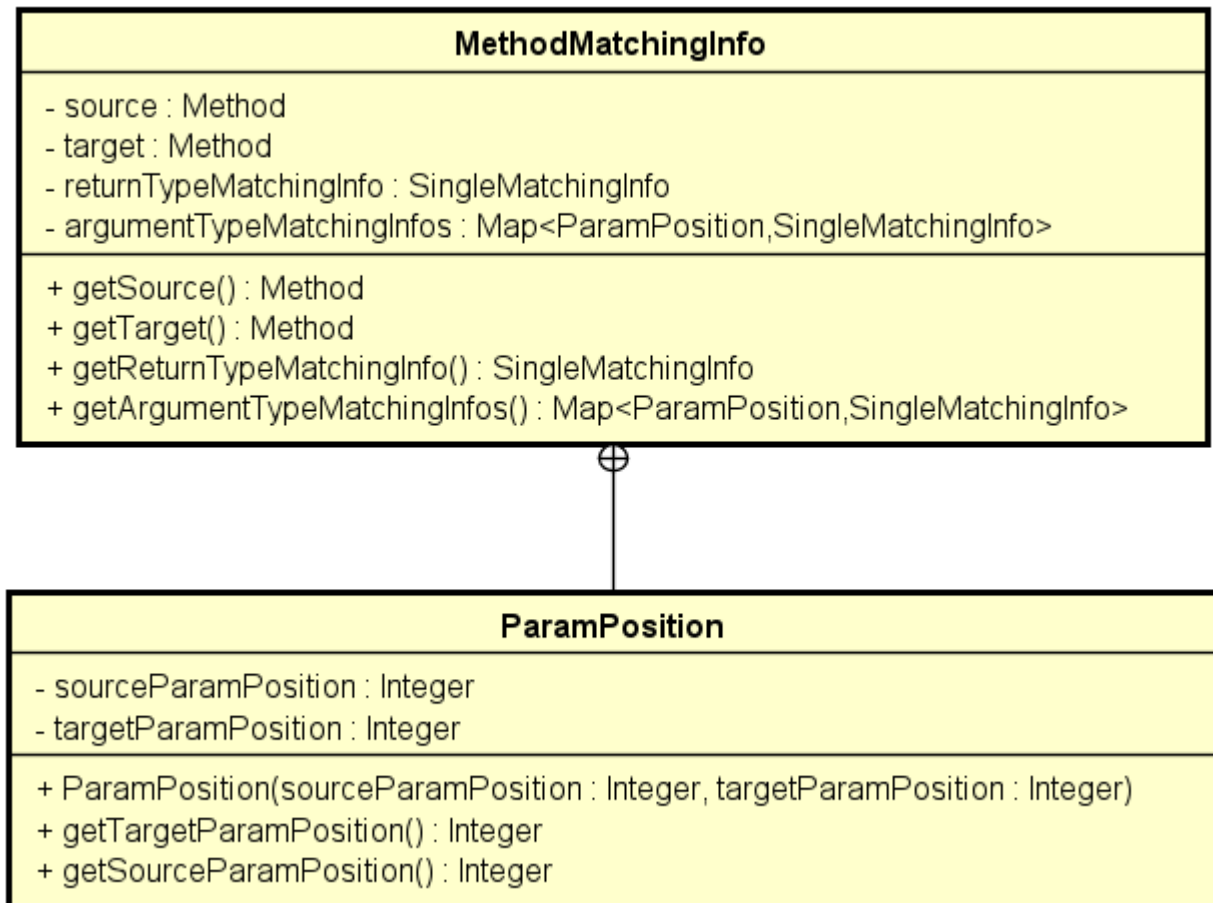 MethodMatchingInfo
- source : Method
- target : Method
- returnTypeMatchingInfo : SingleMatchingInfo
- argumentTypeMatchingInfos : Map<ParamPosition,SingleMatchingInfo>
+ getSource() : Method
+ getTarget() : Method
+ getReturnTypeMatchingInfo() : SingleMatchingInfo
+ getArgumentTypeMatchingInfos() : Map<ParamPosition,SingleMatchingInfo>
ParamPosition
- sourceParamPosition : Integer
- targetParamPosition : Integer
+ ParamPosition(sourceParamPosition : Integer, targetParamPosition : Integer)
+ getTargetParamPosition() : Integer
+ getSourceParamPosition() : Integer